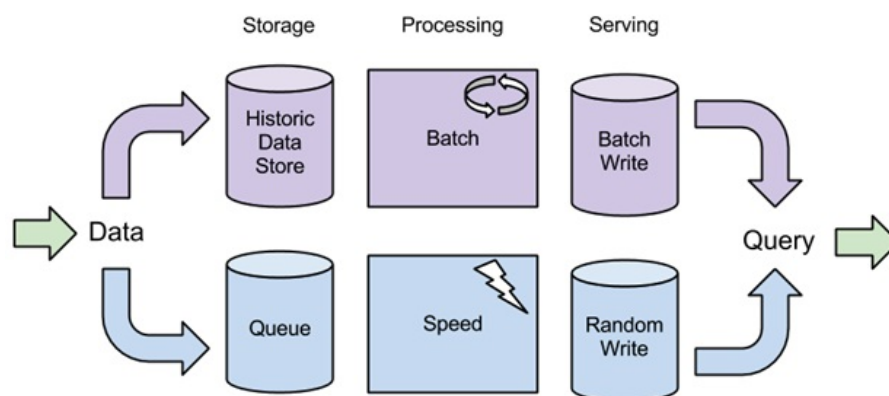 Storage
Processing
Serving
Historic
Data
Store
Batch
Batch
Write
Data
Query
Queue
Speed
Random
Write